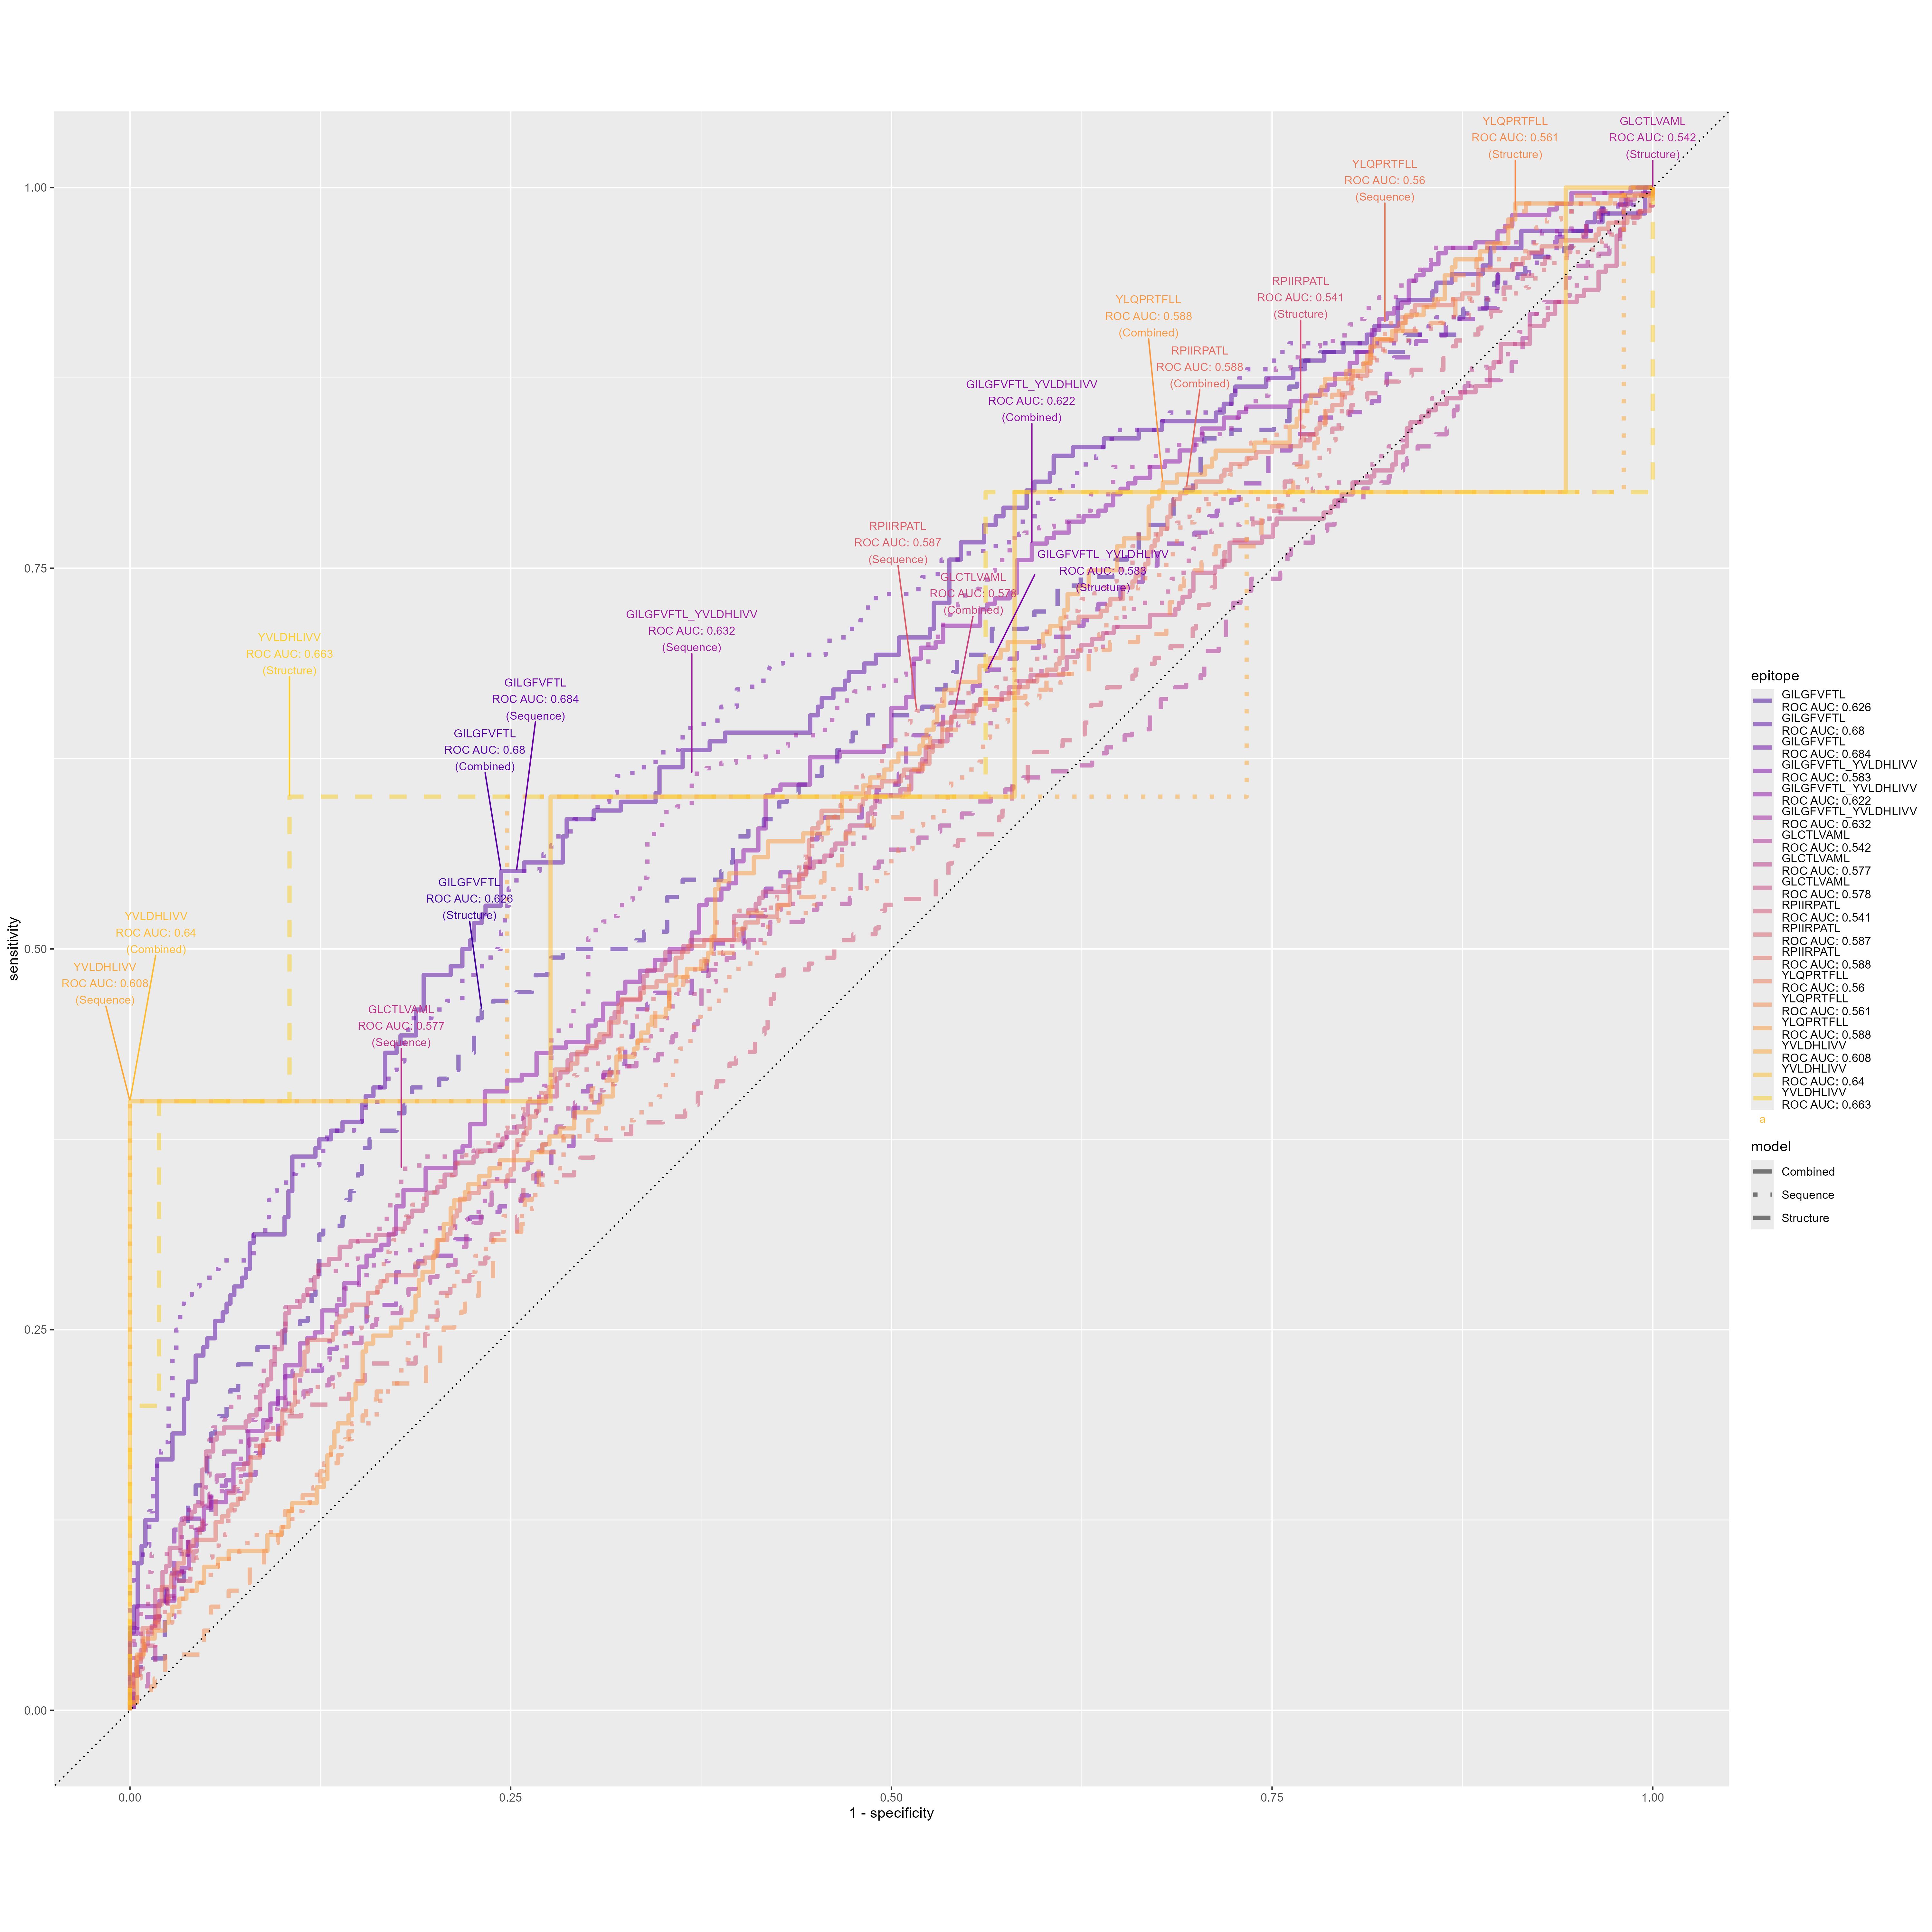 YLQPRTFLL
ROC AUC: 0.561
(Structure)
GLCTLVAML
ROC AUC: 0.542
(Structure)
YLQPRTFLL
ROC AUC: 0.56
(Sequence)
1.00
RPIIRPATL
ROC AUC: 0.541
(Structure)
YLQPRTFLL
ROC AUC: 0.588
(Combined)
RPIIRPATL
ROC AUC: 0.588
(Combined)
GILGFVFTL_YVLDHLIVV
ROC AUC: 0.622
(Combined)
RPIIRPATL
ROC AUC: 0.587
(Sequence)
GILGFVFTL_YVLDHLIVV
ROC AUC: 0.583
(Structure)
0.75
GLCTLVAML
ROC AUC: 0.578
(Combined)
GILGFVFTL_YVLDHLIVV
ROC AUC: 0.632
(Sequence)
YVLDHLIVV
ROC AUC: 0.663
(Structure)
GILGFVFTL
ROC AUC: 0.684
(Sequence)
GILGFVFTL
ROC AUC: 0.68
(Combined)
GILGFVFTL
ROC AUC: 0.626
(Structure)
YVLDHLIVV
ROC AUC: 0.64
(Combined)
0.50
YVLDHLIVV
ROC AUC: 0.608
(Sequence)
GLCTLVAML
ROC AUC: 0.577
(Sequence)
0.25
0.00
sensitivity
0.00
0.25
0.50
0.75
1.00
1 - specificity
epitope
GILGFVFTL
ROC AUC: 0.626
GILGFVFTL
ROC AUC: 0.68
GILGFVFTL
ROC AUC: 0.684
GILGFVFTL_YVLDHLIVV
ROC AUC: 0.583
GILGFVFTL_YVLDHLIVV
ROC AUC: 0.622
GILGFVFTL_YVLDHLIVV
ROC AUC: 0.632
GLCTLVAML
ROC AUC: 0.542
GLCTLVAML
ROC AUC: 0.577
GLCTLVAML
ROC AUC: 0.578
RPIIRPATL
ROC AUC: 0.541
RPIIRPATL
ROC AUC: 0.587
RPIIRPATL
ROC AUC: 0.588
YLQPRTFLL
ROC AUC: 0.56
YLQPRTFLL
ROC AUC: 0.561
YLQPRTFLL
ROC AUC: 0.588
YVLDHLIVV
ROC AUC: 0.608
YVLDHLIVV
ROC AUC: 0.64
YVLDHLIVV
ROC AUC: 0.663
a
model
Combined
Sequence
Structure